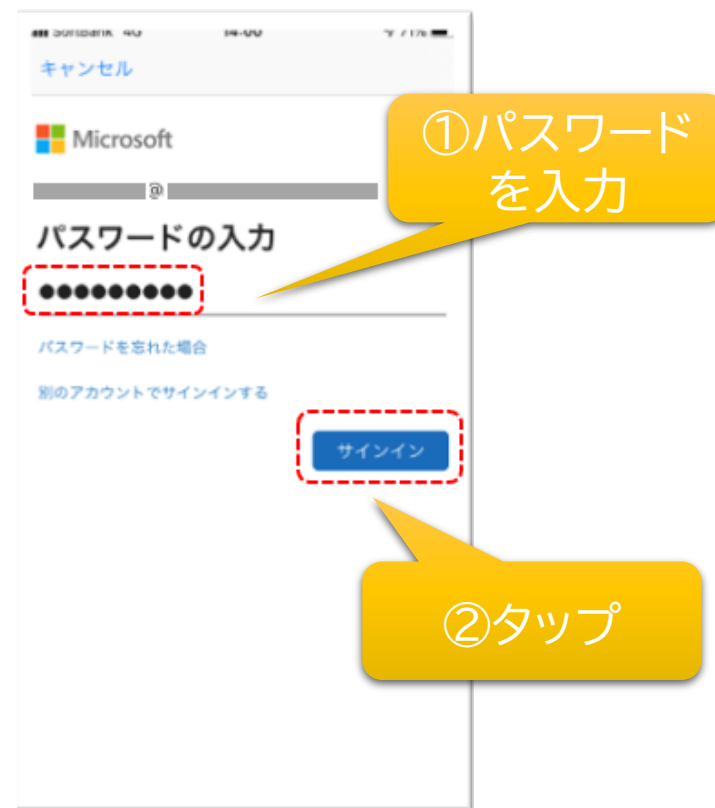 キャンセル
Microsoft
@
パスワードの入力
●●●●●●●●●
パスワードを忘れた場合
別のアカウントでサインインする
サインイン
①パスワード
を入力
②タップ